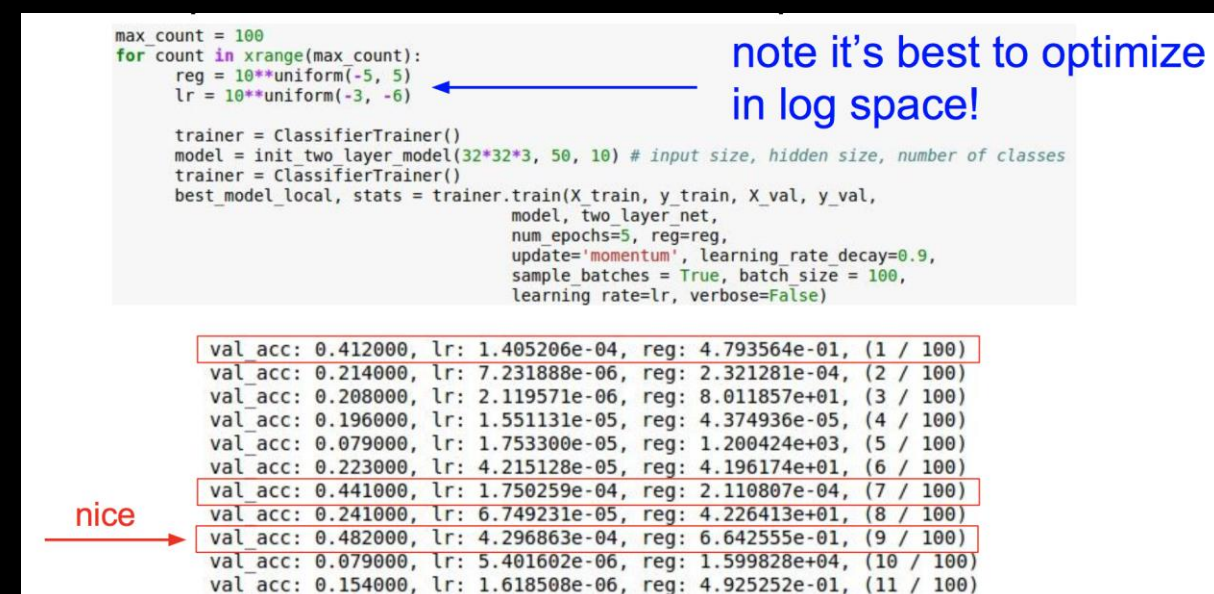 max_count = 100
for count in xrange(max_count):
reg = 10**uniform(-5, 5)
lr = 10**uniform(-3, -6)
note it's best to optimize
in log space!
trainer = ClassifierTrainer()
model = init_two_layer_model(32*32*3, 50, 10) # input size, hidden size, number of classes
trainer = ClassifierTrainer()
best_model_local, stats = trainer.train(X_train, y_train, X_val, y_val,
model, two_layer_net,
num_epochs=5, reg=reg,
update='momentum', learning_rate_decay=0.9,
sample_batches = True, batch_size = 100,
learning_rate=lr, verbose=False)
val_acc: 0.412000, lr: 1.405206e-04, reg: 4.793564e-01, (1 / 100)
val_acc: 0.214000, lr: 7.231888e-06, reg: 2.321281e-04, (2 / 100)
val_acc: 0.208000, lr: 2.119571e-06, reg: 8.011857e+01, (3 / 100)
val_acc: 0.196000, lr: 1.551131e-05, reg: 4.374936e-05, (4 / 100)
val_acc: 0.079000, lr: 1.753300e-05, reg: 1.200424e+03, (5 / 100)
val_acc: 0.223000, lr: 4.215128e-05, reg: 4.196174e+01, (6 / 100)
val_acc: 0.441000, lr: 1.750259e-04, reg: 2.110807e-04, (7 / 100)
val_acc: 0.241000, lr: 6.749231e-05, reg: 4.226413e+01, (8 / 100)
nice
val_acc: 0.482000, lr: 4.296863e-04, reg: 6.642555e-01, (9 / 100)
val_acc: 0.079000, lr: 5.401602e-06, reg: 1.599828e+04, (10 / 100)
val_acc: 0.154000, lr: 1.618508e-06, reg: 4.925252e-01, (11 / 100)